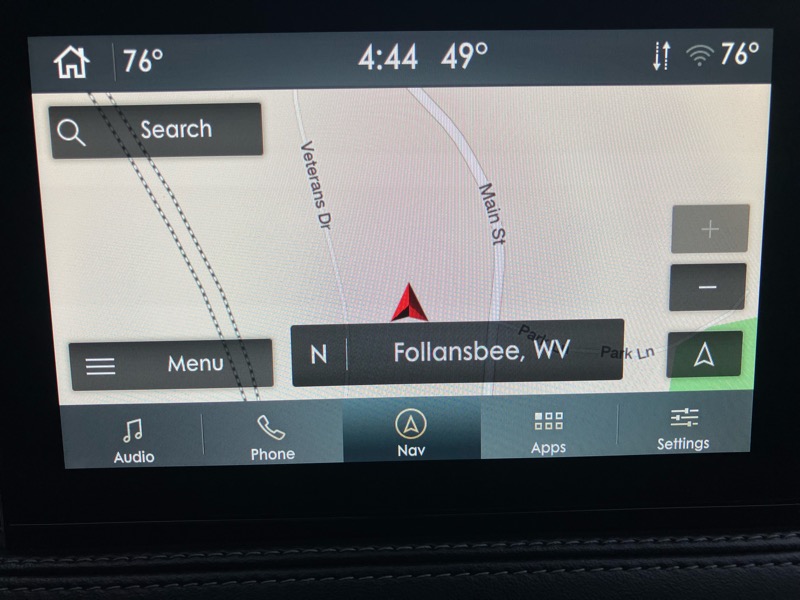 76°
4:44 49°
76°
Search
Veterans Dr
Main St
Park Ln
N Follansbee, WV
Menu
Audio
Phone
Nav
Apps
Settings